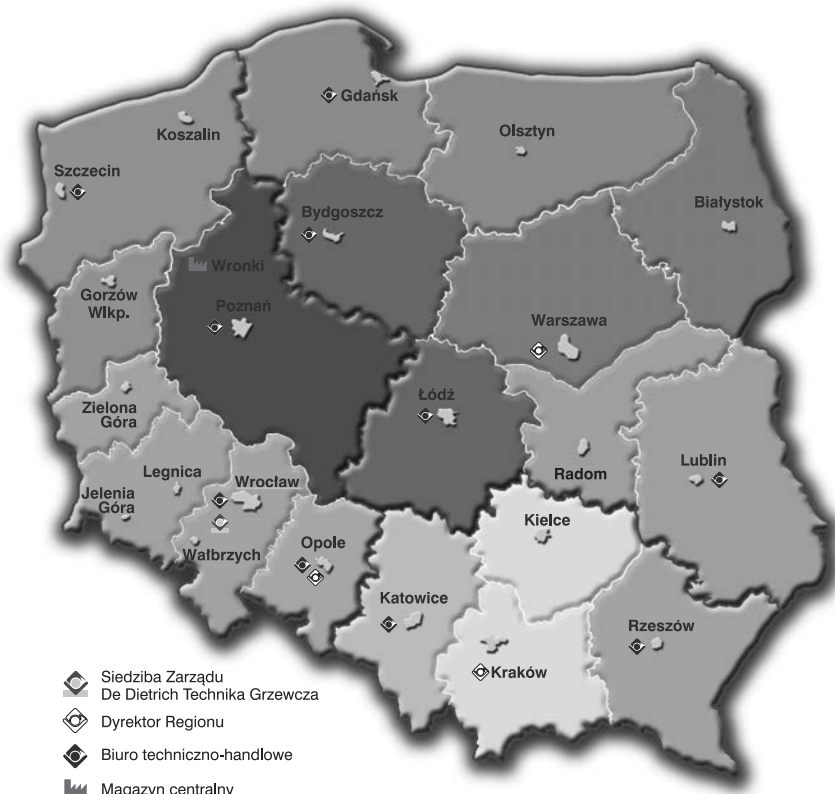 Gdańsk
Koszalin
Olsztyn
Szczecin
Białystok
Bydgoszcz
Wronki
Gorzów
Wlkp.
Poznań
Warszawa
Łódź
Zielona
Góra
Legnica
Wrocław
Radom
Lublin
Jelenia
Góra
Kielce
Opole
Wałbrzych
Katowice
Rzeszów
Kraków
Siedziba Zarządu
De Dietrich Technika Grzewcza
Dyrektor Regionu
Biuro techniczno-handlowe
Magazyn centralny